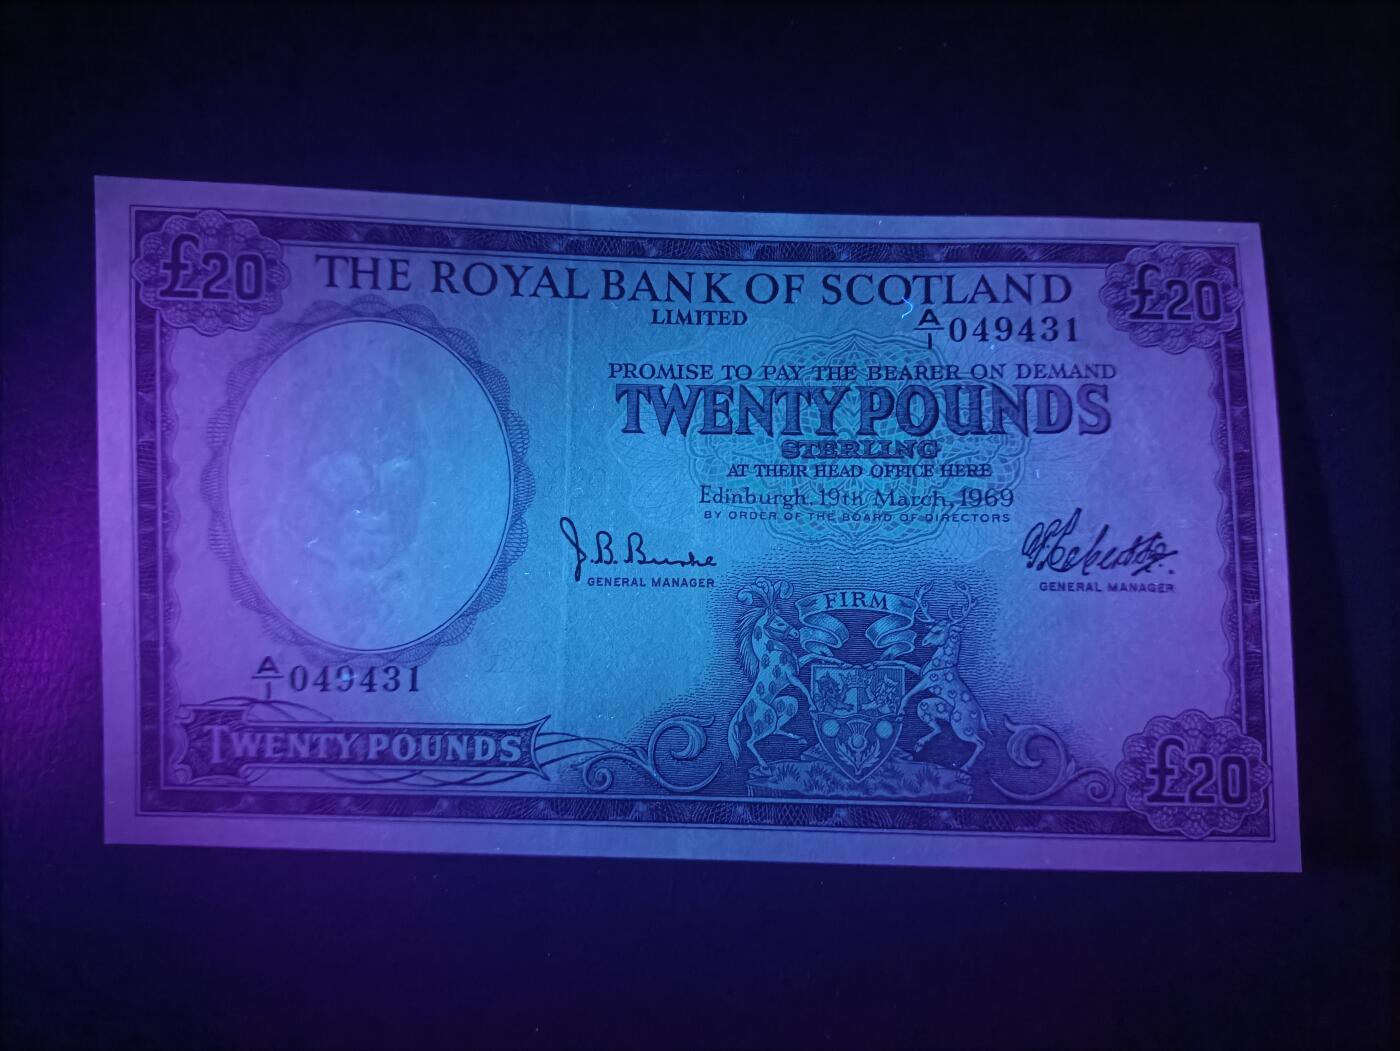 £20
THE ROYAL BANK OF SCOTLAND
£20
LIMITED
A/1 049431
PROMISE TO PAY THE BEARER ON DEMAND
TWENTY POUNDS
STERLING
AT THEIR HEAD OFFICE HERE
Edinburgh, 19th March, 1969
BY ORDER OF THE BOARD OF DIRECTORS
J. B. Burke
GENERAL MANAGER
GENERAL MANAGER
FIRM
A/1 049431
TWENTY POUNDS
£20